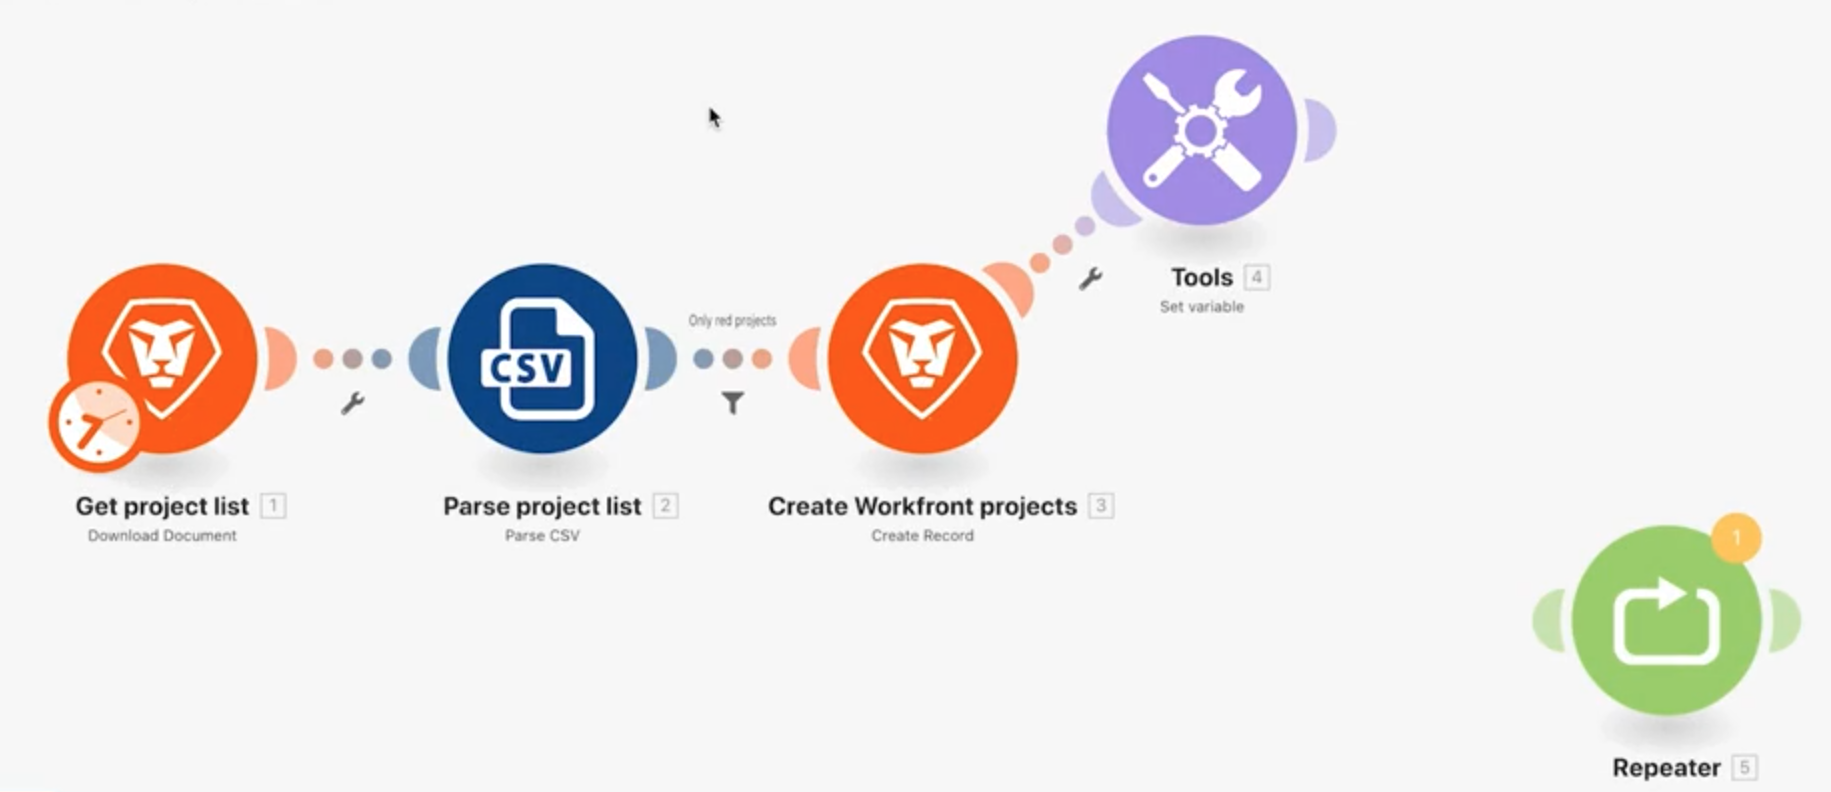 Tools 4
Set variable
Only red projects
CSV
Get project list 1
Download Document
Parse project list 2
Parse CSV
Create Workfront projects 3
Create Record
1
Repeater 5